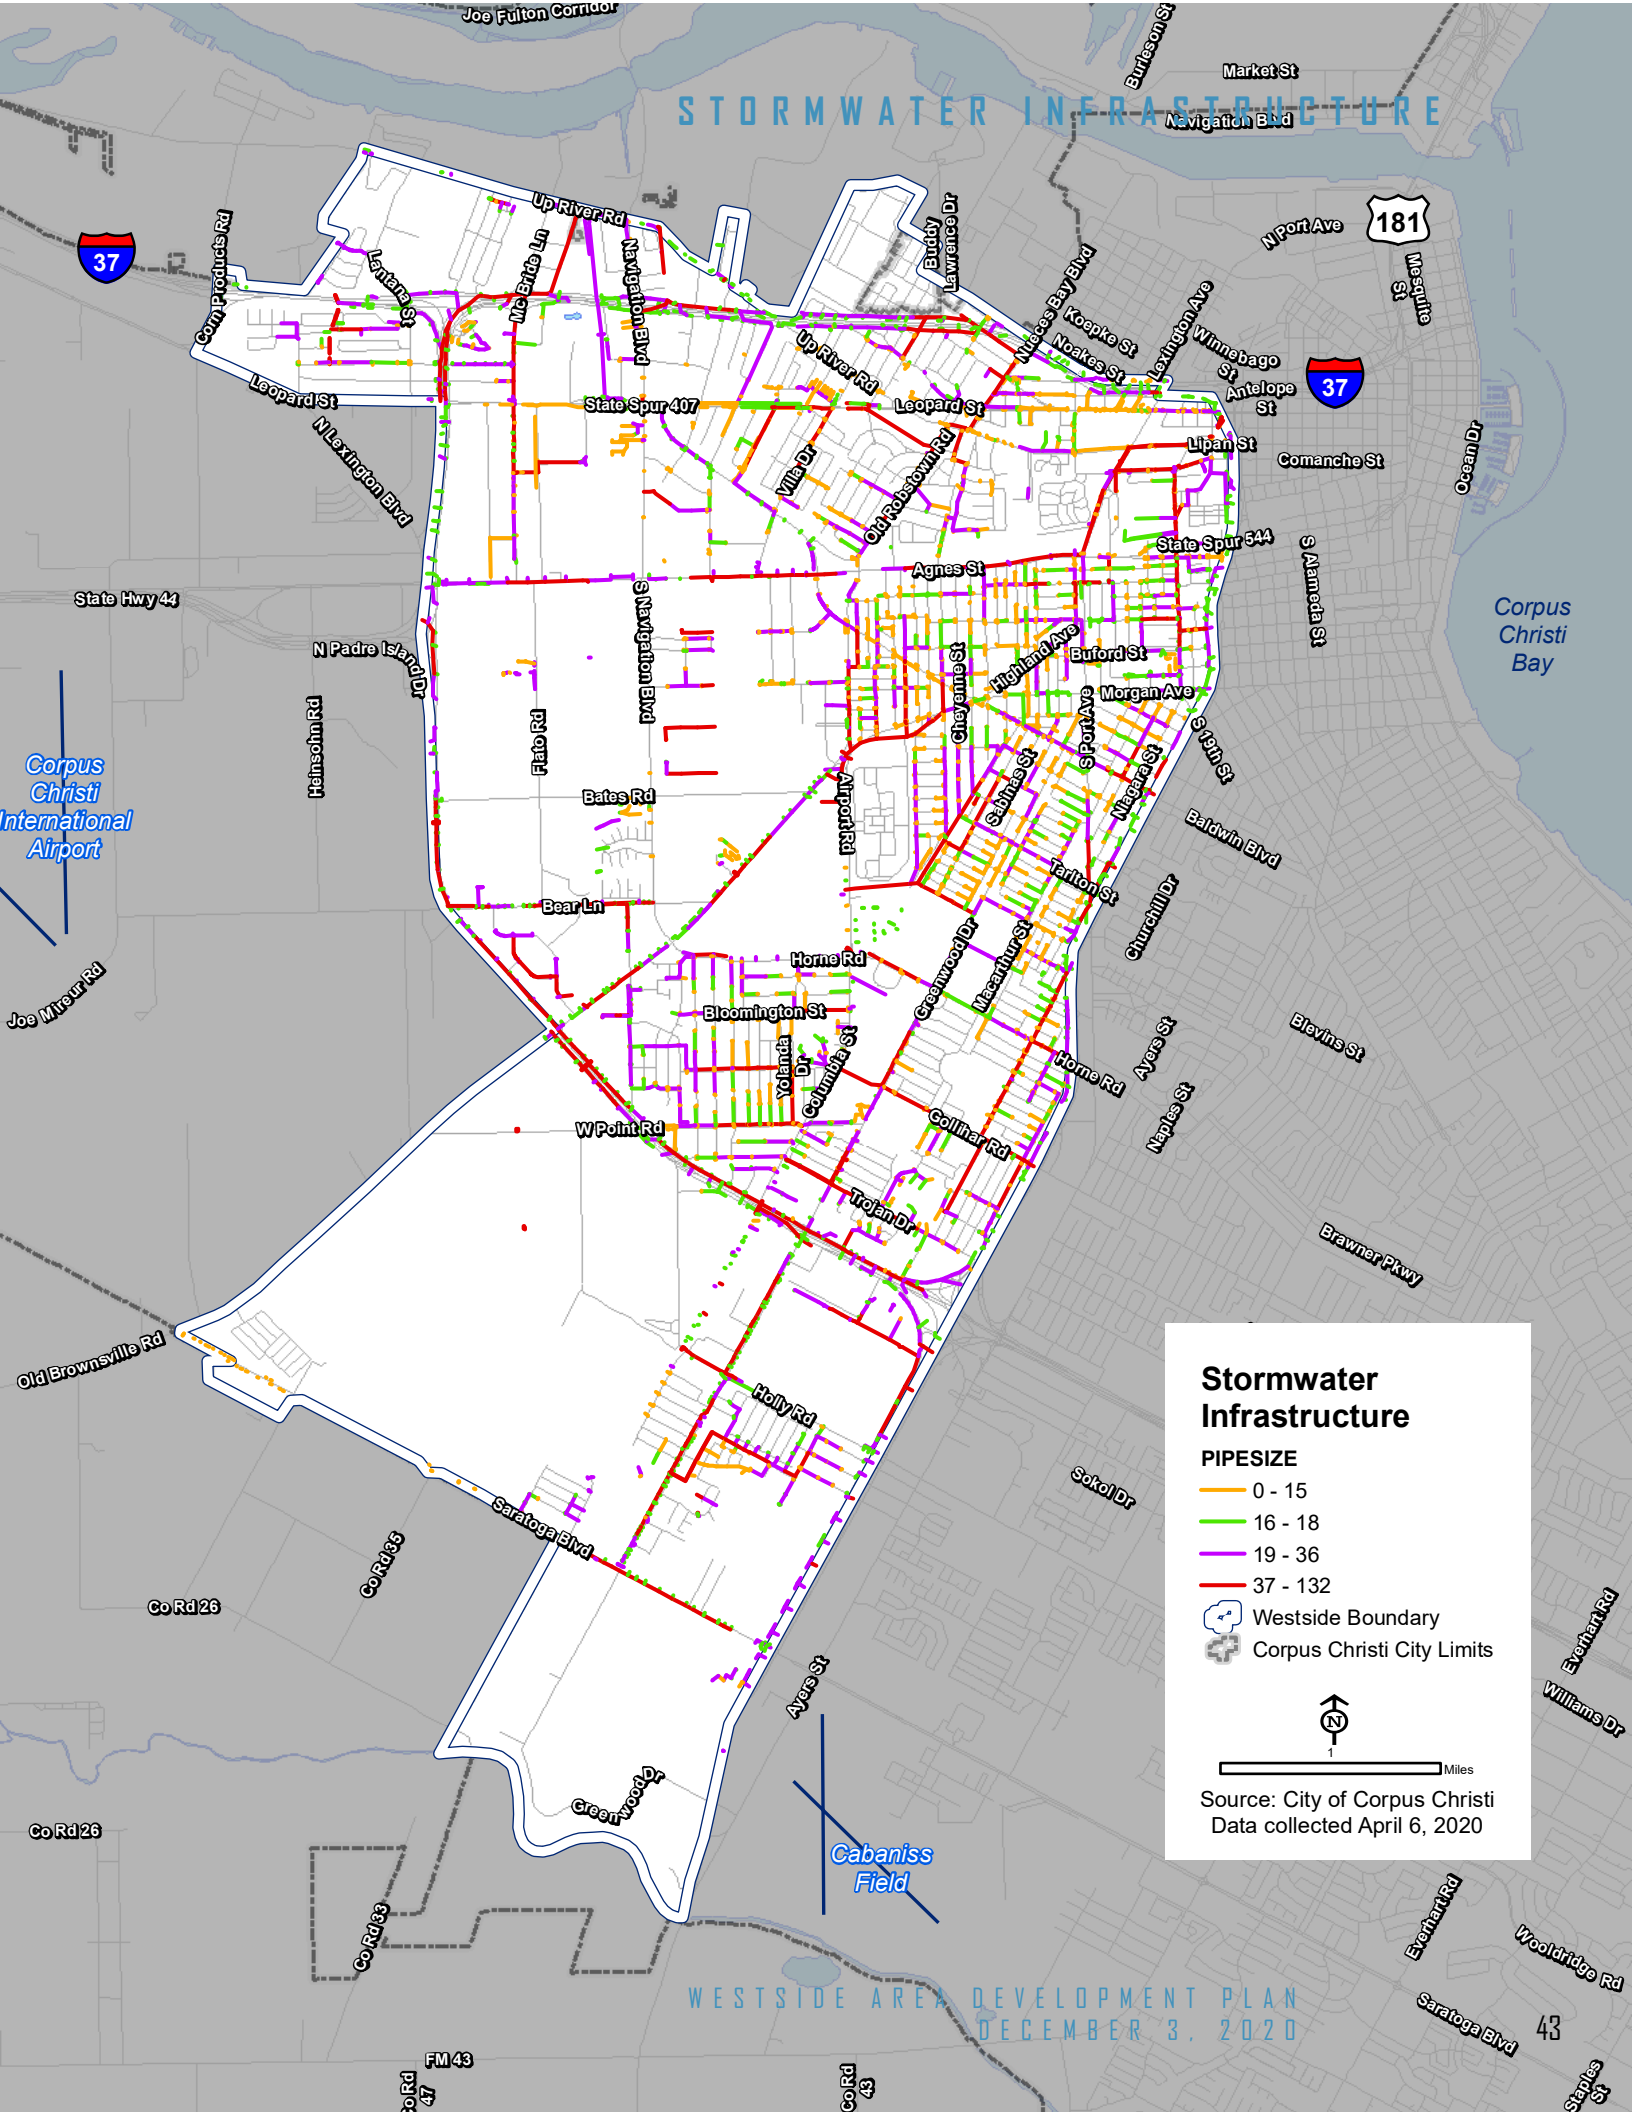 Joe Fulton Corridor
Burleson St
Market St
STORMWATER INFRASTRUCTURE
Navigation Blvd
N Port Ave
181
Mesquite
St
37
Corn Products Rd
Lantana St
Mc Bride Ln
Up River Rd
Navigation Blvd
Buddy
Lawrence Dr
Nueces Bay Blvd
Koepke St
Noakes St
Lexington Ave
Winnebago
St
Antelope
St
37
Up River Rd
Leopard St
State Spur 407
Leopard St
N Lexington Blvd
Villa Dr
Old Robstown Rd
Lipan St
Comanche St
Ocean Dr
State Spur 544
Agnes St
State Hwy 44
S Alameda St
Corpus
Christi
Bay
N Padre Island Dr
S Navigation Blvd
Cheyenne St
Highland Ave
Buford St
Morgan Ave
S Port Ave
S 19th St
Heinsohn Rd
Flato Rd
Corpus
Christi
International
Airport
Bates Rd
Airport Rd
Sabinas St
Niagara St
Baldwin Blvd
Tarlton St
Churchill Dr
Bear Ln
Horne Rd
Greenwood Dr
Macarthur St
Joe Mireur Rd
Bloomington St
Yolanda
Dr
Columbia St
Ayers St
Blevins St
Horne Rd
Naples St
W Point Rd
Gollihar Rd
Trojan Dr
Brawner Pkwy
Old Brownsville Rd
Holly Rd
Sokol Dr
Saratoga Blvd
Co Rd 35
Co Rd 26
Ayers St
Everhart Rd
Williams Dr
Greenwood Dr
Co Rd 26
Cabaniss
Field
Co Rd 33
Everhart Rd
Wooldridge Rd
Saratoga Blvd
Staples
St
FM 43
Co Rd
47
Co Rd
43
Stormwater
Infrastructure
PIPESIZE
0 - 15
16 - 18
19 - 36
37 - 132
Westside Boundary
Corpus Christi City Limits
N
1
Miles
Source: City of Corpus Christi
Data collected April 6, 2020
WESTSIDE AREA DEVELOPMENT PLAN
DECEMBER 3, 2020
43